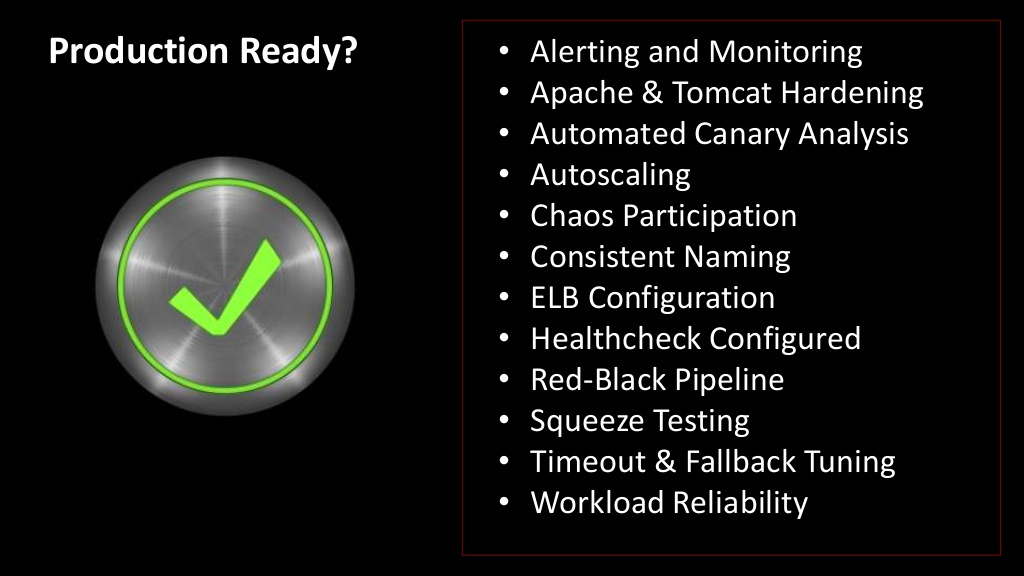 Production Ready?
• Alerting and Monitoring
• Apache & Tomcat Hardening
• Automated Canary Analysis
• Autoscaling
• Chaos Participation
• Consistent Naming
• ELB Configuration
• Healthcheck Configured
• Red-Black Pipeline
• Squeeze Testing
• Timeout & Fallback Tuning
• Workload Reliability